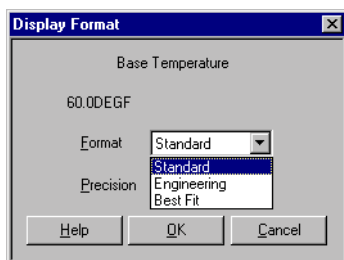 Display Format
Base Temperature
60.0DEGF
Format Standard
Standard
Precision Engineering
Best Fit
Help OK Cancel